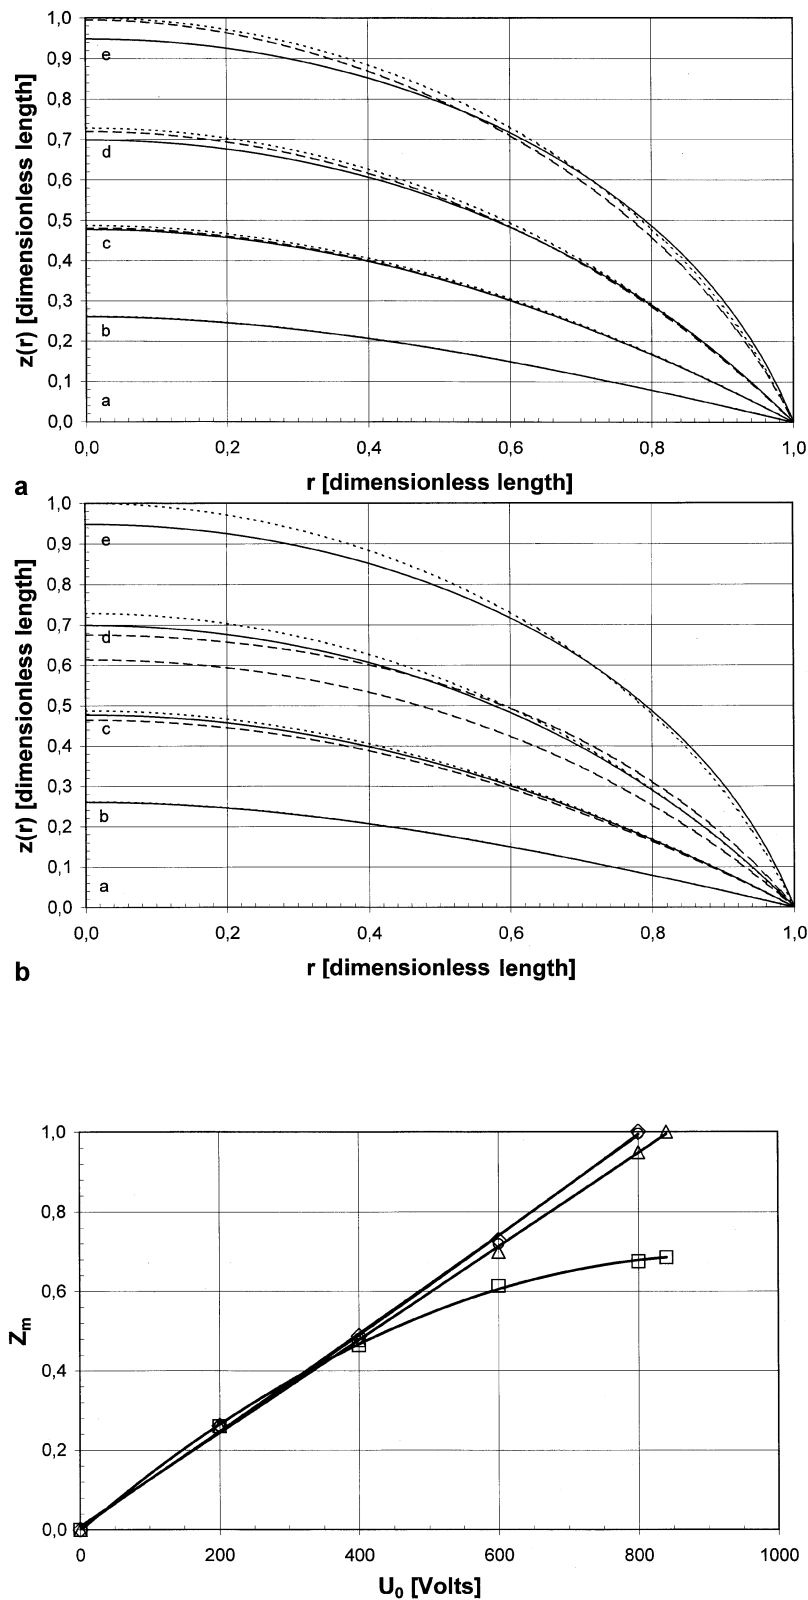 1,0
0,9
0,8
0,7
0,6
0,5
0,4
0,3
0,2
0,1
0,0
z(r) [dimensionless length]
e
d
c
b
a
0,0 0,2 0,4 0,6 0,8 1,0
r [dimensionless length]
a
1,0
0,9
0,8
0,7
0,6
0,5
0,4
0,3
0,2
0,1
0,0
z(r) [dimensionless length]
e
d
c
b
a
0,0 0,2 0,4 0,6 0,8 1,0
r [dimensionless length]
b
1,0
0,8
0,6
0,4
0,2
0,0
Zm
0 200 400 600 800 1000
U0 [Volts]